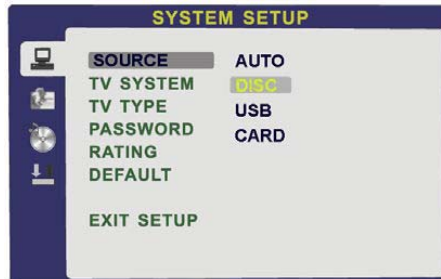 SYSTEM SETUP
SOURCE
TV SYSTEM
TV TYPE
PASSWORD
RATING
DEFAULT
EXIT SETUP
AUTO
DISC
USB
CARD